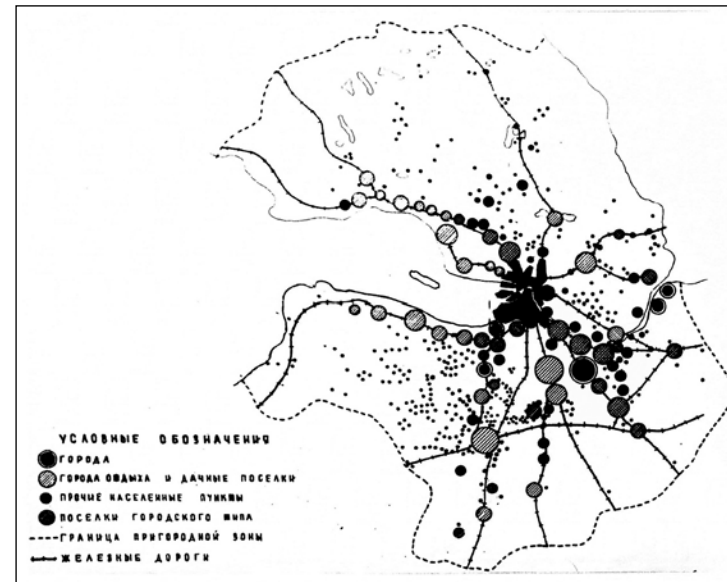 УСЛОВНЫЕ ОБОЗНАЧЕНИЯ
ГОРОДА
ГОРОДА ОТДЫХА И ДАЧНЫЕ ПОСЕЛКИ
ПРОЧИЕ НАСЕЛЕННЫЕ ПУНКТЫ
ПОСЕЛКИ ГОРОДСКОГО ТИПА
ГРАНИЦА ПРИГОРОДНОЙ ЗОНЫ
ЖЕЛЕЗНЫЕ ДОРОГИ